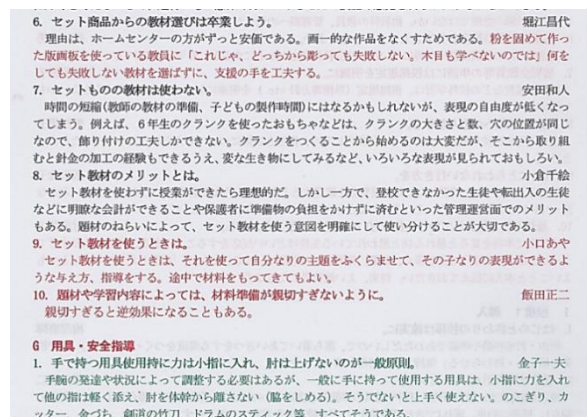 6. セット商品からの教材選びは卒業しよう。 堀江昌代
理由は、ホームセンターの方がずっと安価である。画一的な作品をなくすためである。粉を固めて作っ
た版画板を使っている教員に「これじゃ、どっちから彫っても失敗しない。木目も学べないのでは」何を
しても失敗しない教材を選ばずに、支援の手を工夫する。
7. セットものの教材は使わない。 安田和人
時間の短縮(教師の教材の準備、子どもの製作時間)にはなるかもしれないが、表現の自由度が低くなっ
てしまう。例えば、6年生のクランクを使ったおもちゃなどは、クランクの大きさと数、穴の位置が同じ
なので、飾り付けの工夫しかできない。クランクをつくることから始めるのは大変だが、そこから取り組
むと針金の加工の経験もできるうえ、変な生き物にしてみるなど、いろいろな表現が見られておもしろい。
8. セット教材のメリットとは。 小倉千絵
セット教材を使わずに授業ができたら理想的だ。しかし一方で、登校できなかった生徒や転出入の生徒
などに明瞭な会計ができることや保護者に準備物の負担をかけずに済むといった管理運営面でのメリット
もある。題材のねらいによって、セット使う意図を明確にして使い分けることが大切である。
9. セット教材を使うときは。 小口あや
セット教材を使うときは、それを使って自分なりの主題をふくらませて、その子なりの表現ができるよ
うな与え方、指導をする。途中で材料をもってきてもよい。
10. 題材や学習内容によっては、材料準備が親切すぎないように。 飯田正二
親切すぎると逆効果になることもある。
G 用具・安全指導
1. 手で持つ用具使用時に力は小指に入れ、肘は上げないのが一般原則。 金子一夫
手腕の発達や状況によって調整する必要はあるが、一般に手に持って使用する用具は、小指に力を入れ
て他の指は軽く添え、肘を体幹から離さない(脇をしめる)。そうでないと上手く使えない。のこぎり、カ
ッター、金づち、剣道の竹刀、ドラムのスティック等、すべてそうである。